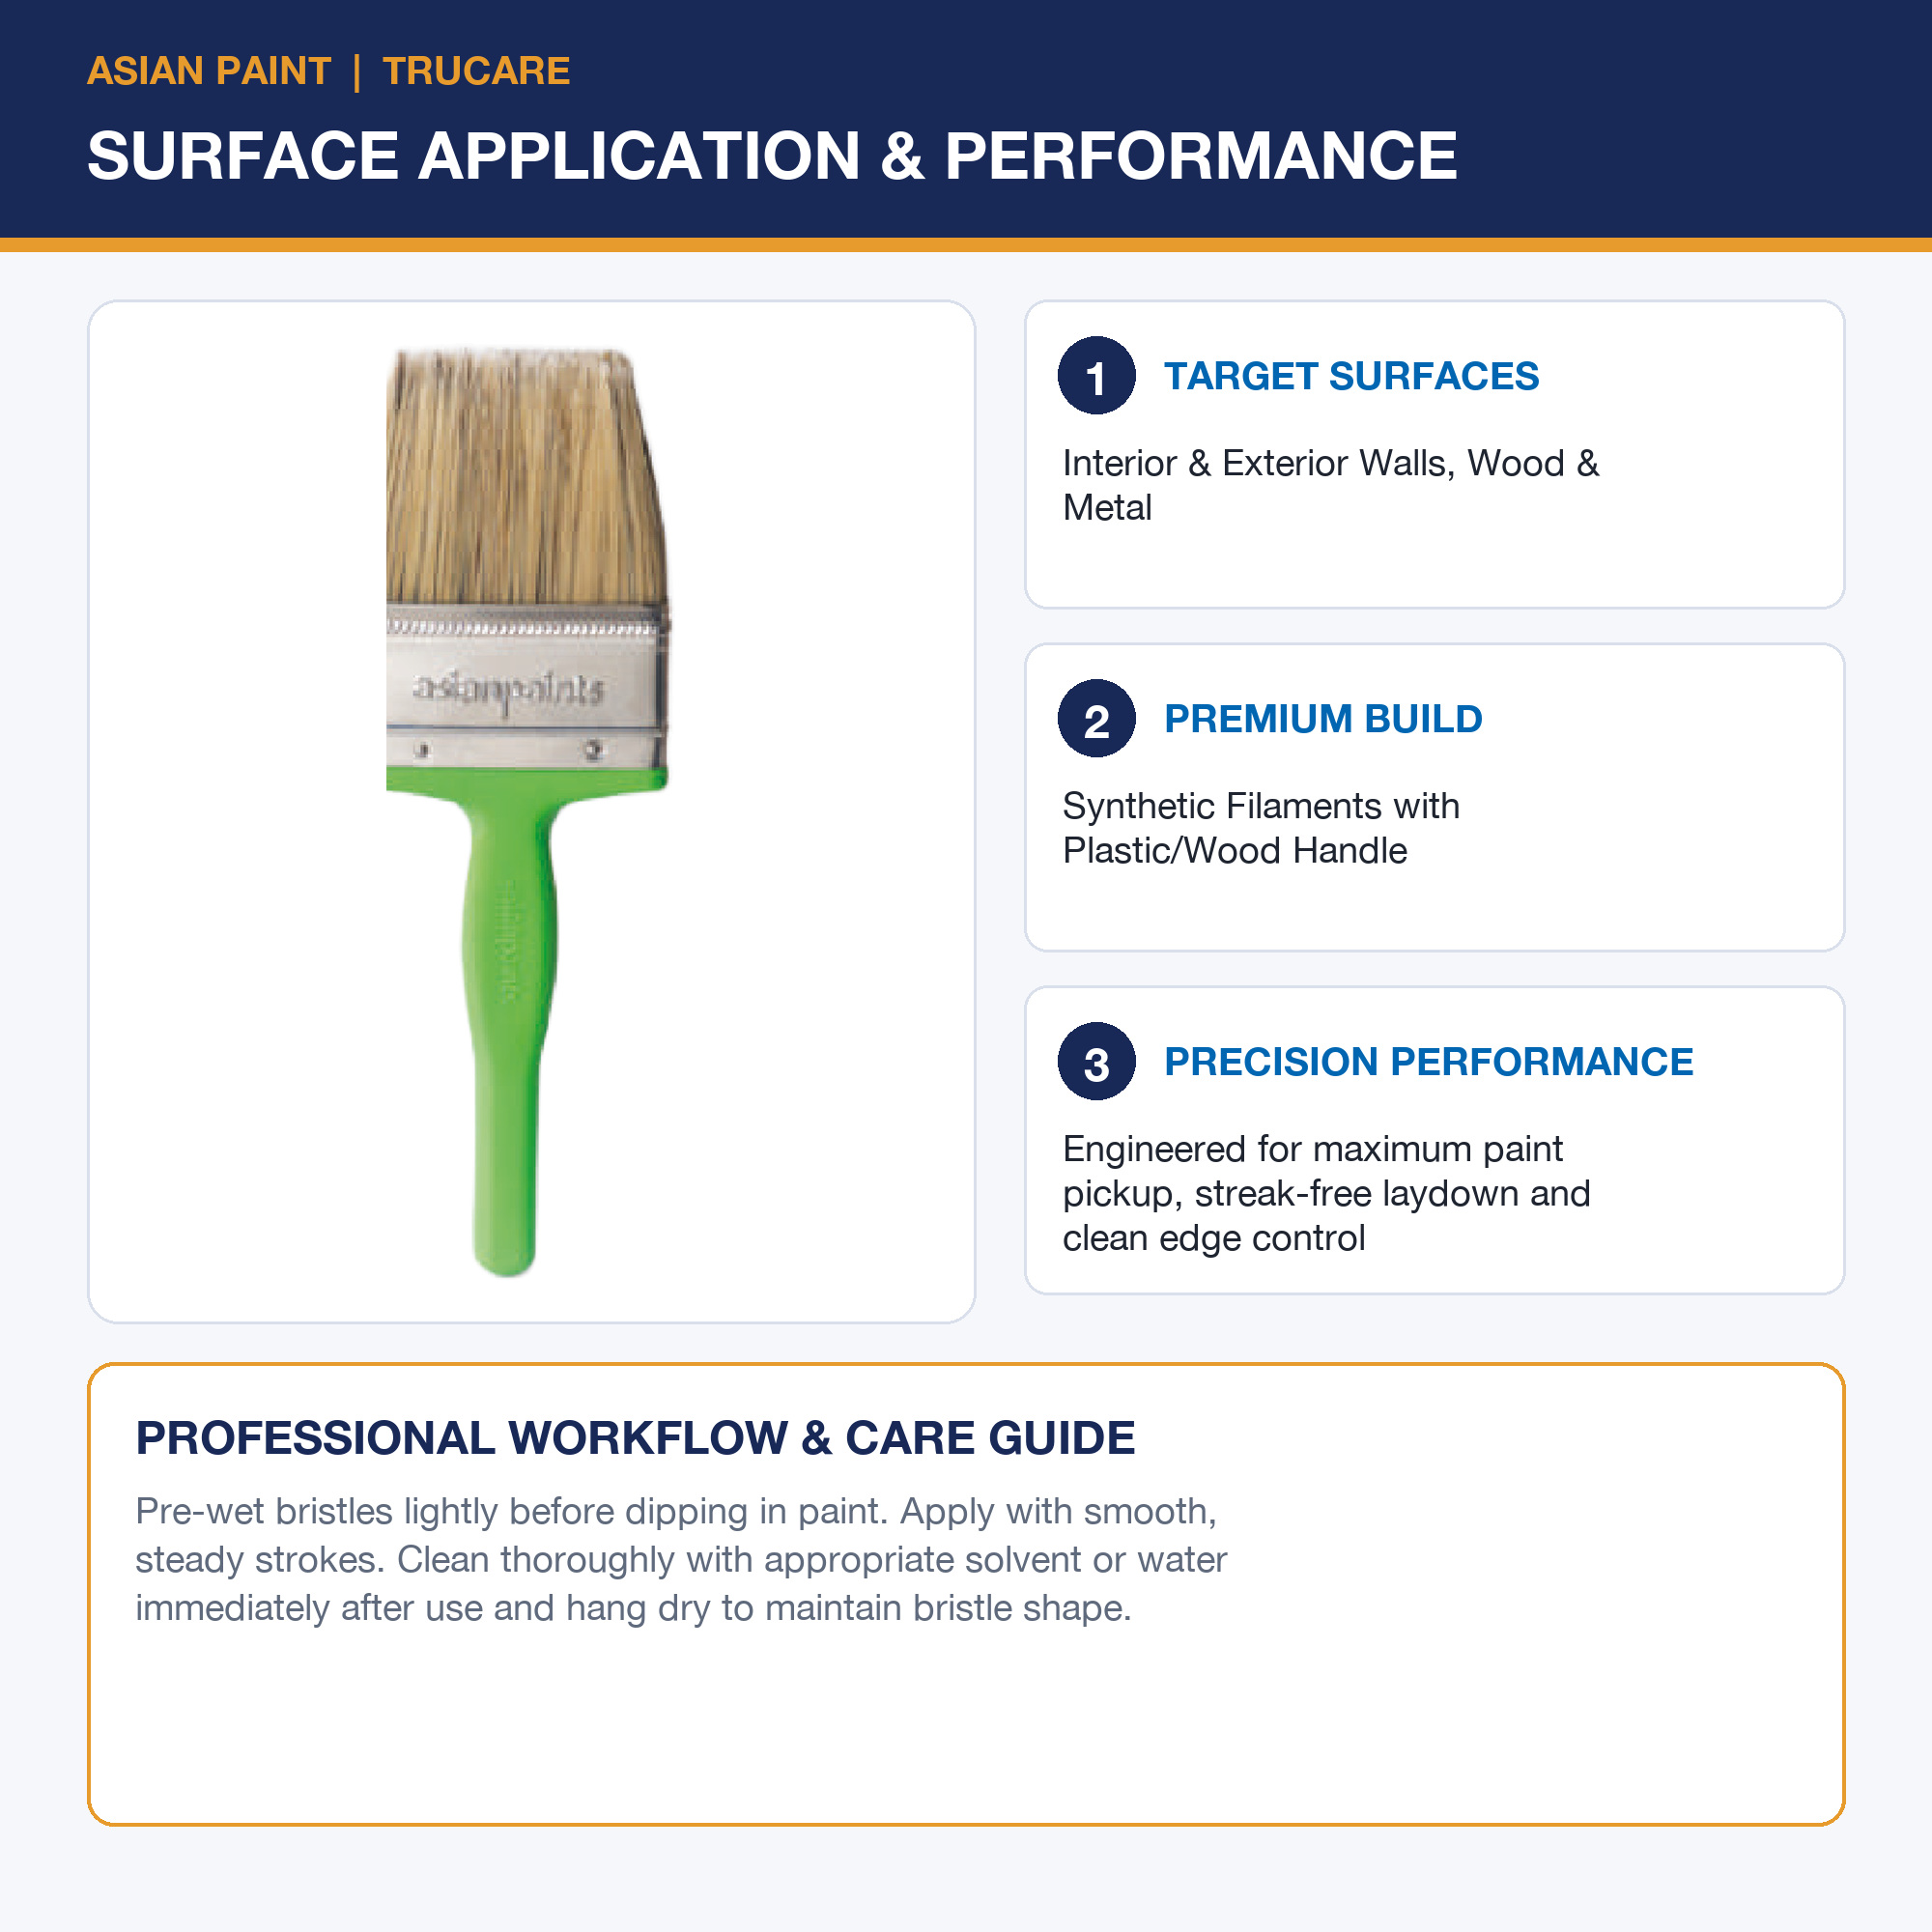 ASIAN PAINT | TRUCARE
SURFACE APPLICATION & PERFORMANCE
asianpaints
1 TARGET SURFACES
Interior & Exterior Walls, Wood &
Metal
2 PREMIUM BUILD
Synthetic Filaments with
Plastic/Wood Handle
3 PRECISION PERFORMANCE
Engineered for maximum paint
pickup, streak-free laydown and
clean edge control
PROFESSIONAL WORKFLOW & CARE GUIDE
Pre-wet bristles lightly before dipping in paint. Apply with smooth,
steady strokes. Clean thoroughly with appropriate solvent or water
immediately after use and hang dry to maintain bristle shape.